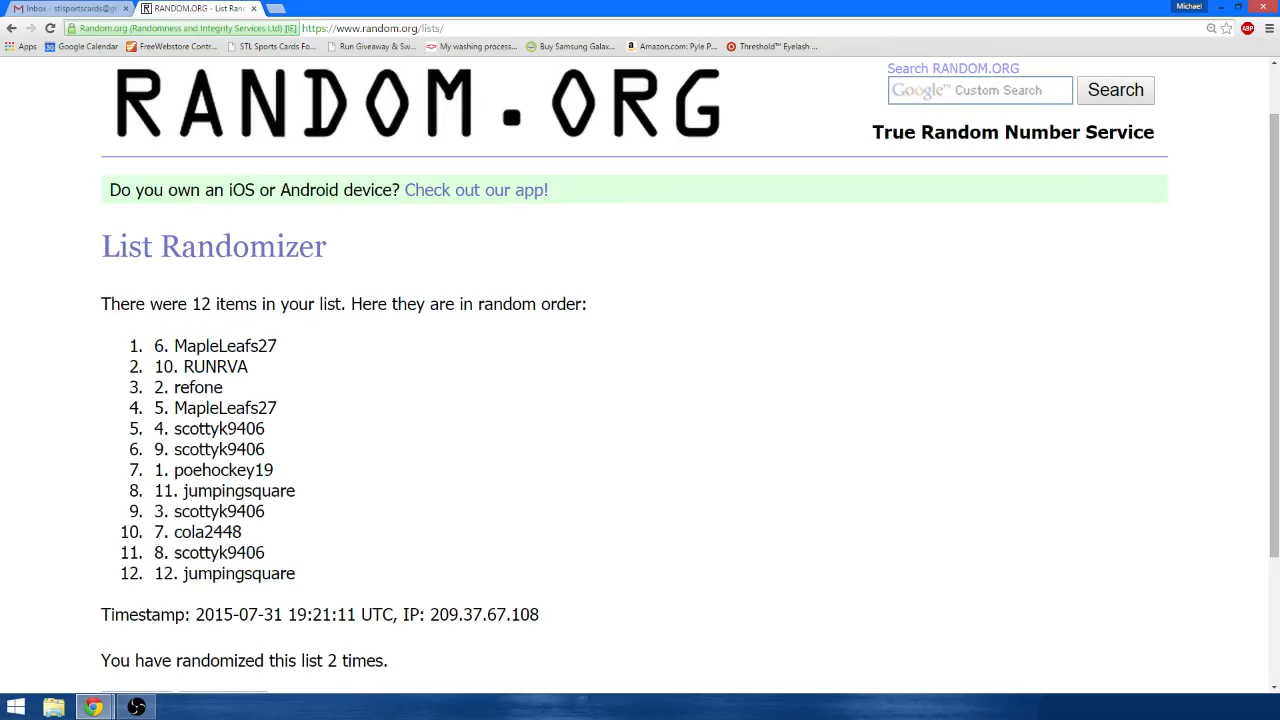 Inbox - stlsportscards@gm
RANDOM.ORG - List Rand
Michael
Random.org (Randomness and Integrity Services Ltd) [IE]
https://www.random.org/lists/
ABP
Apps
Google Calendar
FreeWebstore Contr...
STL Sports Cards Fo...
Run Giveaway & Sw...
My washing process...
Buy Samsung Galax...
Amazon.com: Pyle P...
Threshold™ Eyelash ...
RANDOM.ORG
Search RANDOM.ORG
Google™ Custom Search
Search
True Random Number Service
Do you own an iOS or Android device? Check out our app!
List Randomizer
There were 12 items in your list. Here they are in random order:
1. 6. MapleLeafs27
2. 10. RUNRVA
3. 2. refone
4. 5. MapleLeafs27
5. 4. scottyk9406
6. 9. scottyk9406
7. 1. poehockey19
8. 11. jumpingsquare
9. 3. scottyk9406
10. 7. cola2448
11. 8. scottyk9406
12. 12. jumpingsquare
Timestamp: 2015-07-31 19:21:11 UTC, IP: 209.37.67.108
You have randomized this list 2 times.